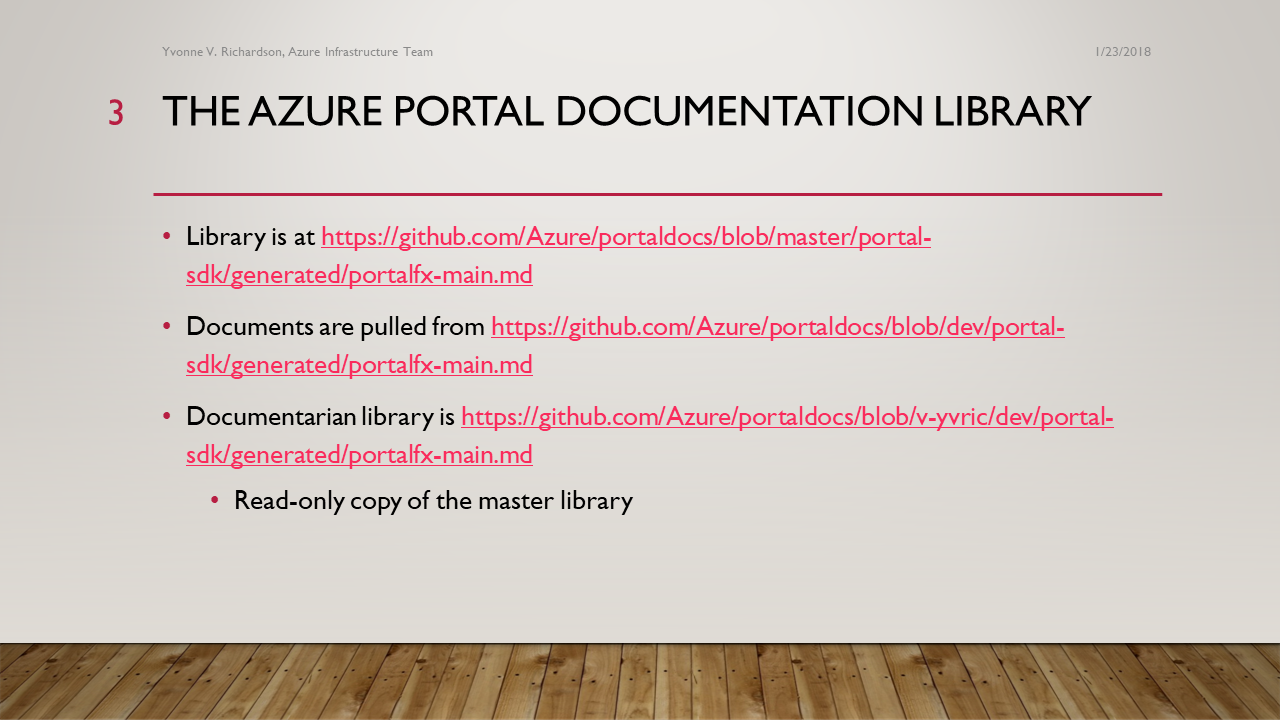 Yvonne V. Richardson, Azure Infrastructure Team
1/23/2018
3
THE AZURE PORTAL DOCUMENTATION LIBRARY
• Library is at https://github.com/Azure/portaldocs/blob/master/portal-
sdk/generated/portalfx-main.md
• Documents are pulled from https://github.com/Azure/portaldocs/blob/dev/portal-
sdk/generated/portalfx-main.md
• Documentarian library is https://github.com/Azure/portaldocs/blob/v-yvric/dev/portal-
sdk/generated/portalfx-main.md
• Read-only copy of the master library